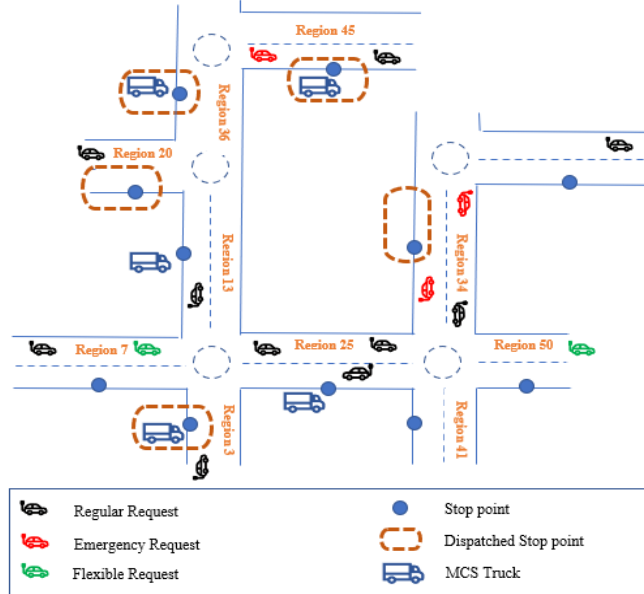 Region 45
Region 36
Region 20
Region 13
Region 34
Region 7
Region 25
Region 50
Region 3
Region 41
Regular Request
Stop point
Emergency Request
Dispatched Stop point
Flexible Request
MCS Truck